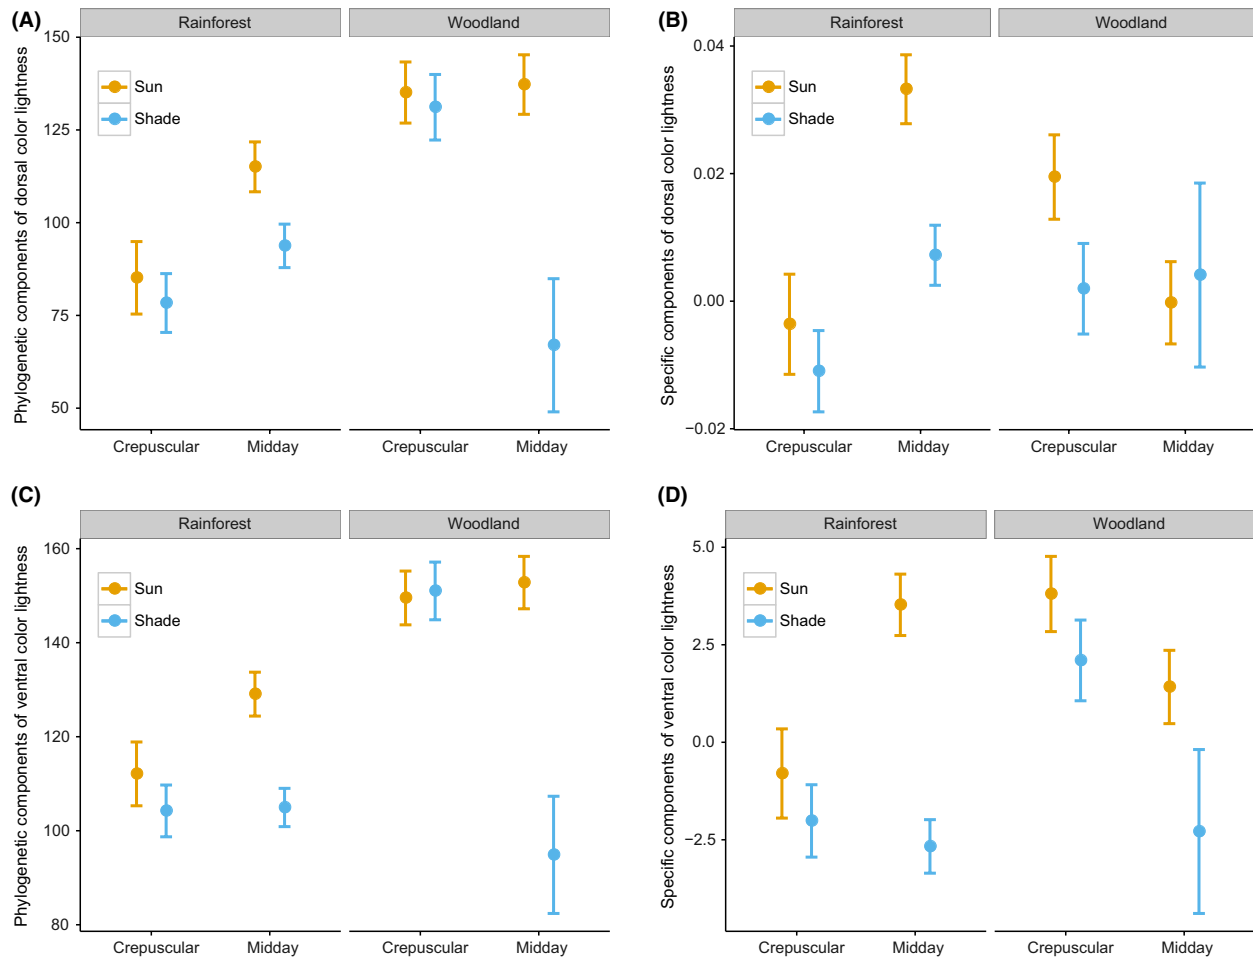 (A)
Rainforest
Woodland
Phylogenetic components of dorsal color lightness
150
125
100
75
50
Sun
Shade
Crepuscular
Midday
Crepuscular
Midday
(B)
Rainforest
Woodland
Specific components of dorsal color lightness
0.04
0.02
0.00
−0.02
Sun
Shade
Crepuscular
Midday
Crepuscular
Midday
(C)
Rainforest
Woodland
Phylogenetic components of ventral color lightness
160
140
120
100
80
Sun
Shade
Crepuscular
Midday
Crepuscular
Midday
(D)
Rainforest
Woodland
Specific components of ventral color lightness
5.0
2.5
0.0
−2.5
Sun
Shade
Crepuscular
Midday
Crepuscular
Midday